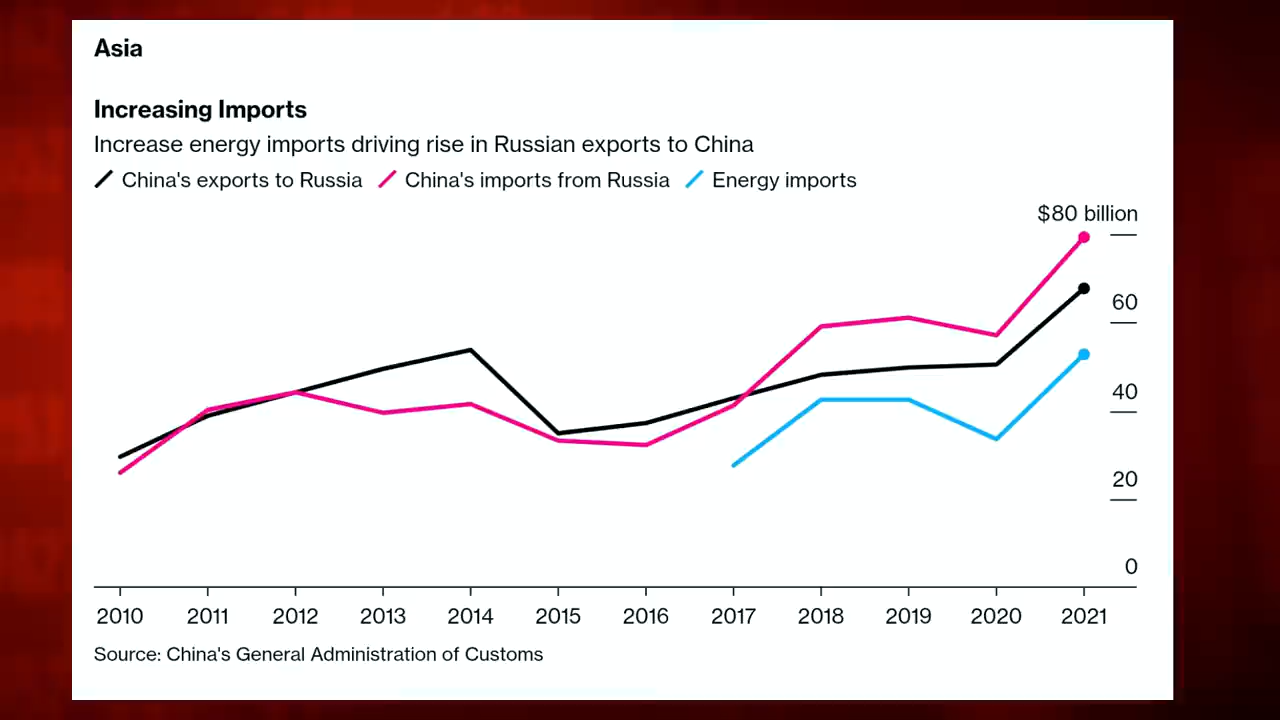 Asia
Increasing Imports
Increase energy imports driving rise in Russian exports to China
China's exports to Russia China's imports from Russia Energy imports
$80 billion
60
40
20
0
2010 2011 2012 2013 2014 2015 2016 2017 2018 2019 2020 2021
Source: China's General Administration of Customs